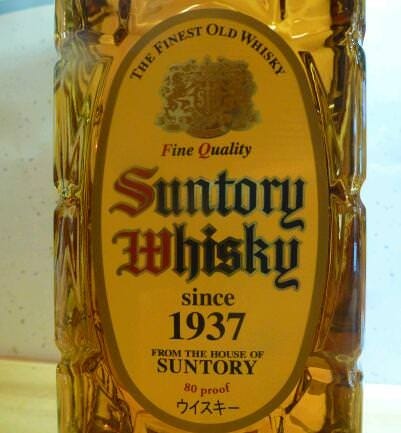 THE FINEST OLD WHISKY
Fine Quality
Suntory
Whisky
since
1937
FROM THE HOUSE OF
SUNTORY
80 proof
ウイスキー